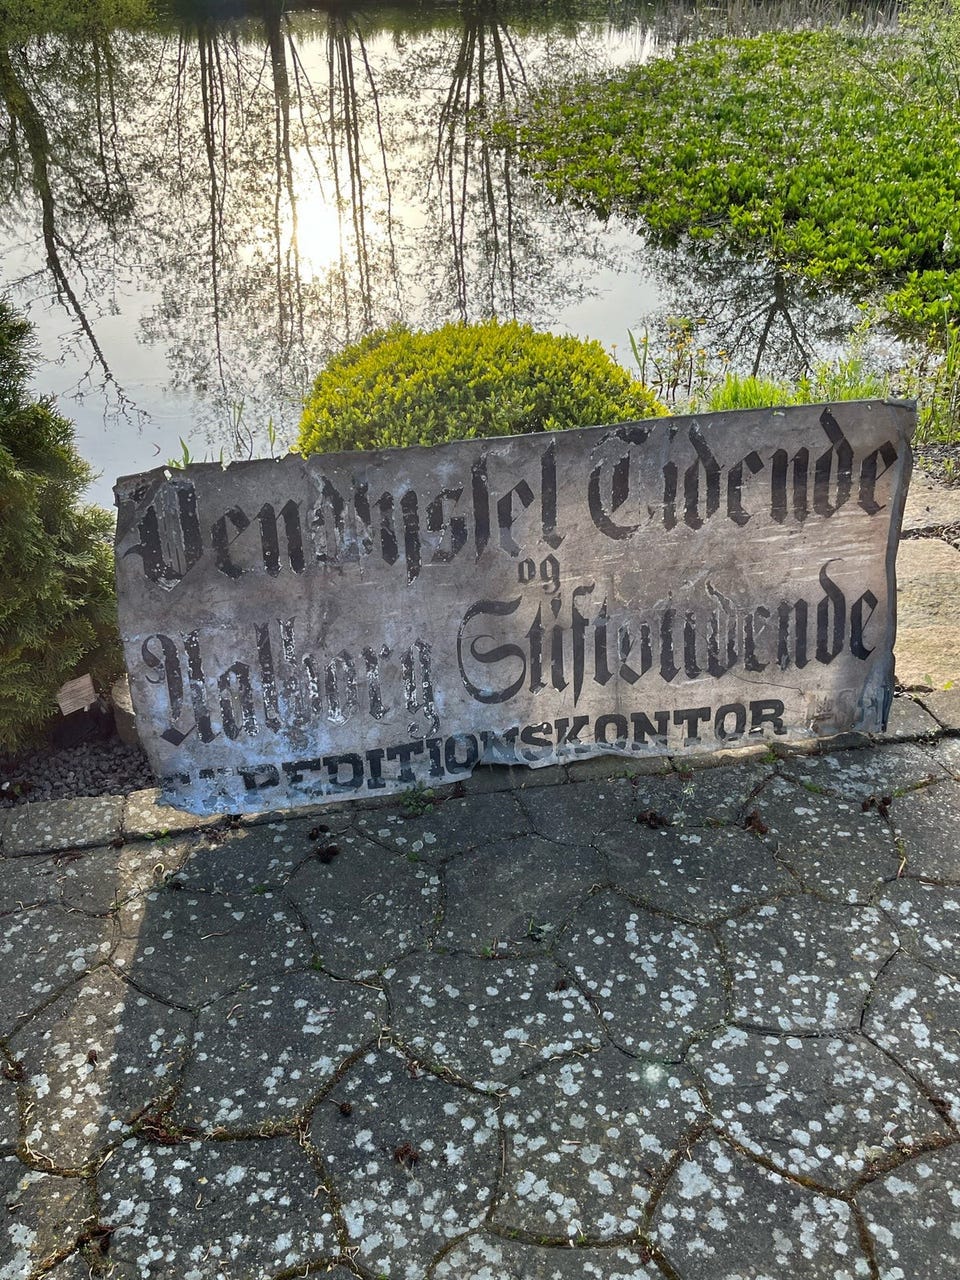 Vendsyssel Tidende
og
Aalborg Stiftstidende
EXPEDITIONSKONTOR